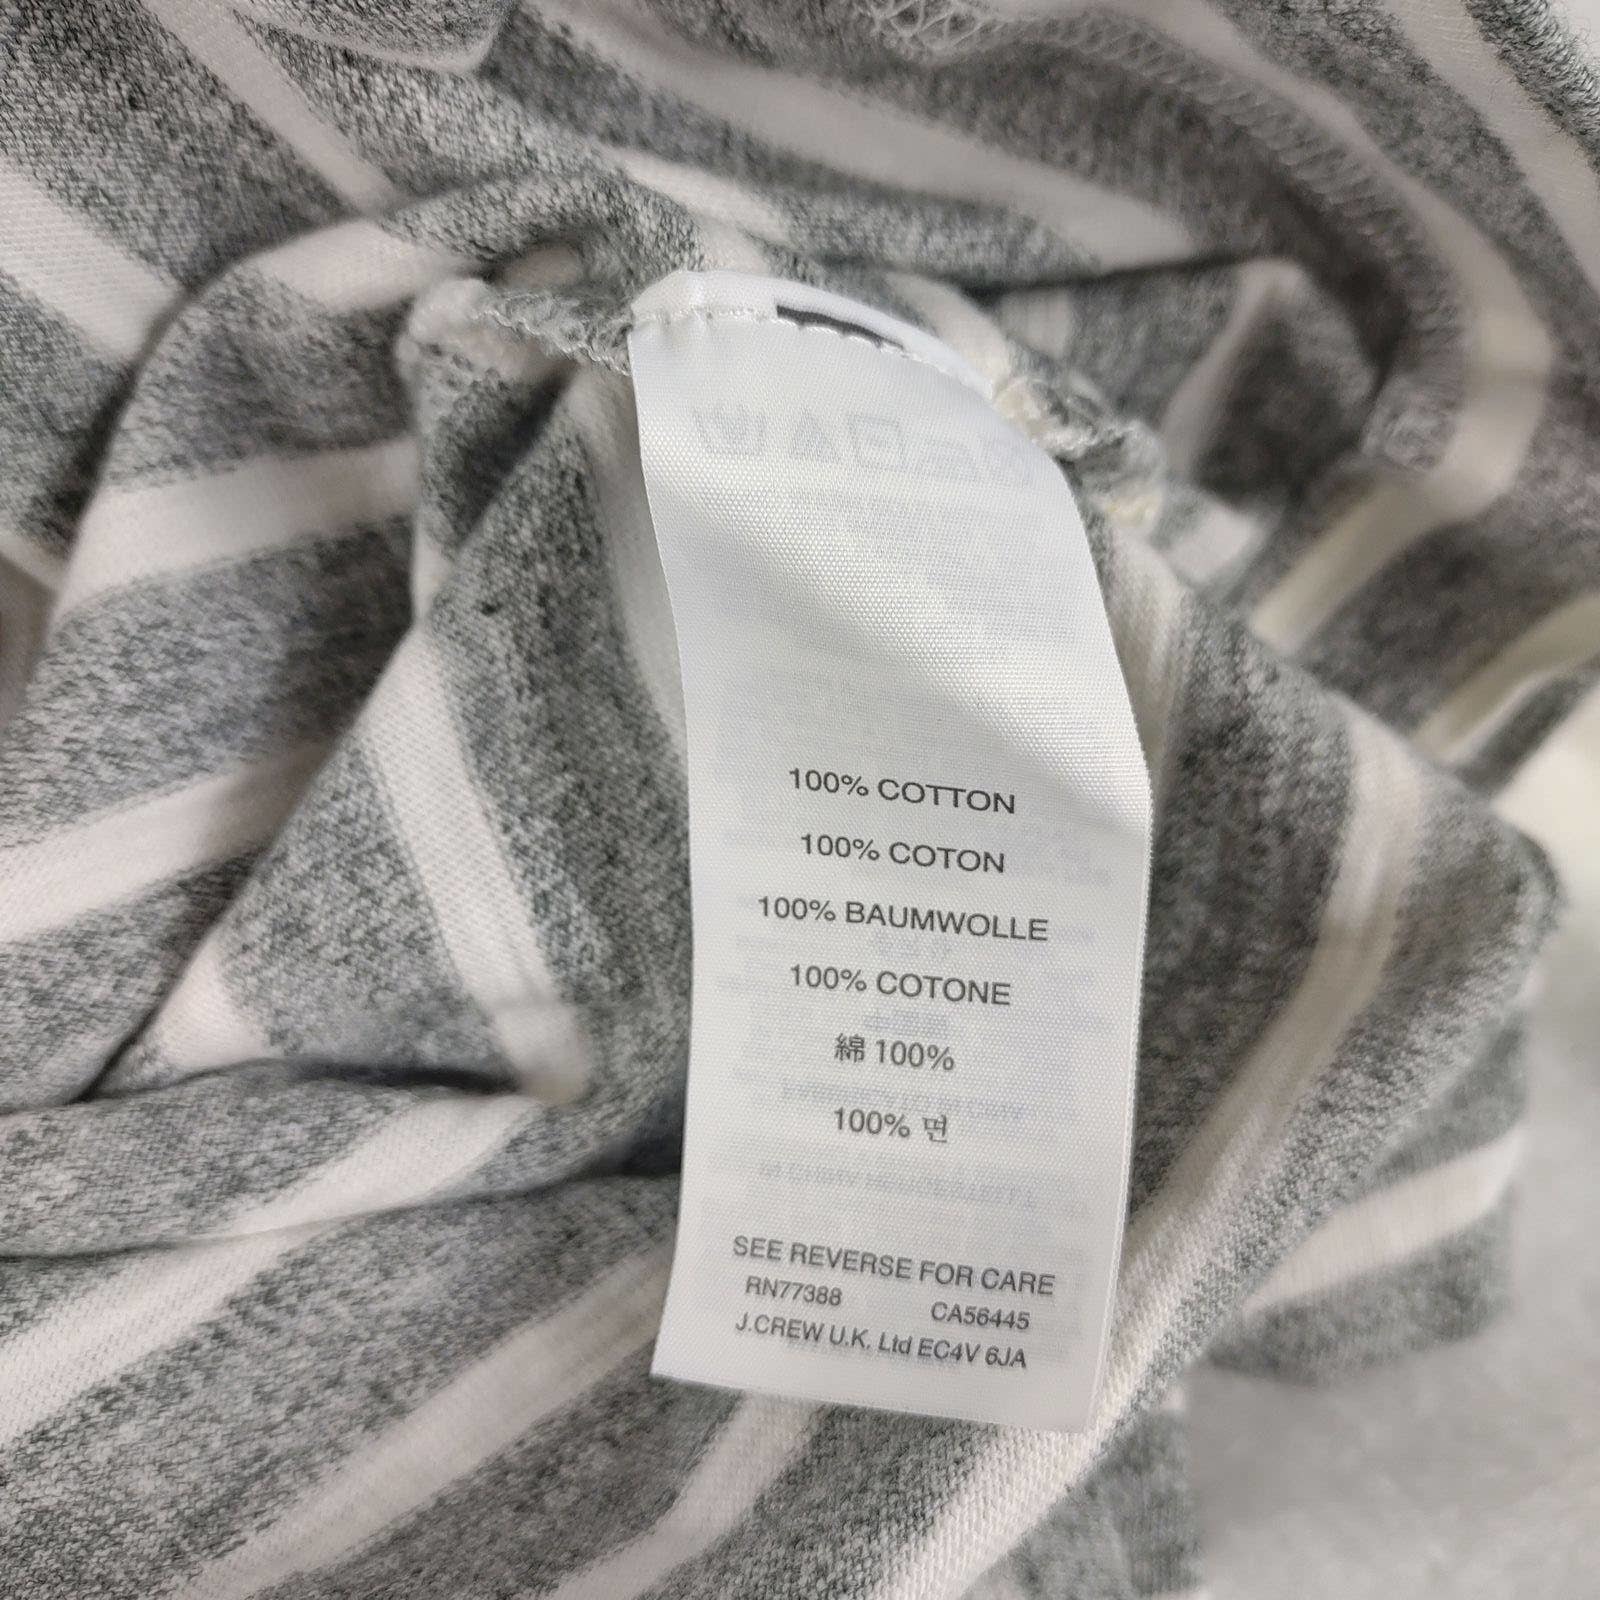 100% COTTON
100% COTON
100% BAUMWOLLE
100% COTONE
綿 100%
100% 면
SEE REVERSE FOR CARE
RN77388 CA56445
J.CREW U.K. Ltd EC4V 6JA